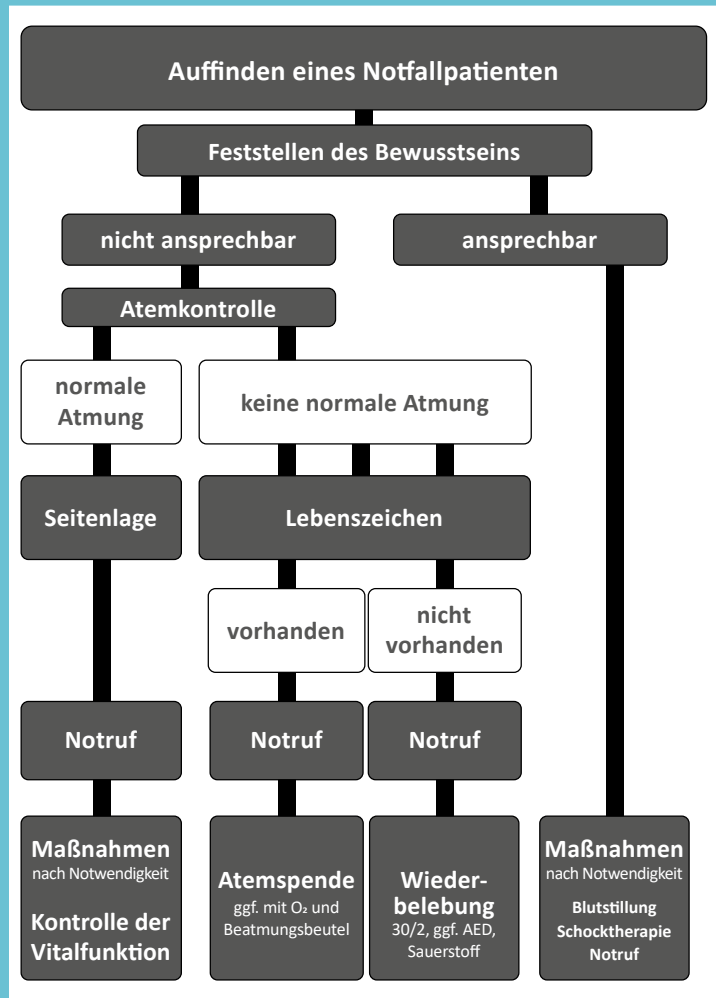 Auffinden eines Notfallpatienten
Feststellen des Bewusstseins
nicht ansprechbar
ansprechbar
Atemkontrolle
normale
Atmung
keine normale Atmung
Seitenlage
Lebenszeichen
vorhanden
nicht
vorhanden
Notruf
Notruf
Notruf
Maßnahmen
nach Notwendigkeit
Kontrolle der
Vitalfunktion
Atemspende
ggf. mit O₂ und
Beatmungsbeutel
Wieder-
belebung
30/2, ggf. AED,
Sauerstoff
Maßnahmen
nach Notwendigkeit
Blutstillung
Schocktherapie
Notruf